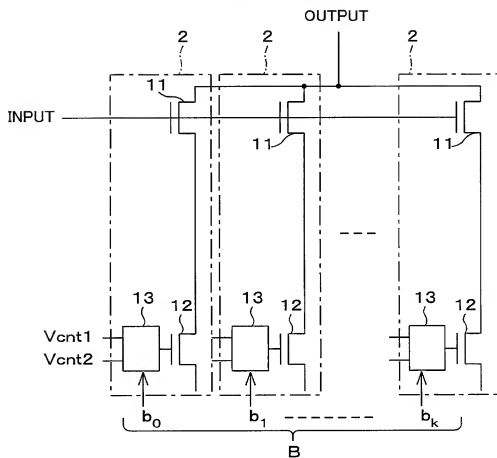 OUTPUT
2 2 2
11
INPUT
11 11
13 12 13 12 13 12
Vcnt1
Vcnt2
b0 b1 bk
B